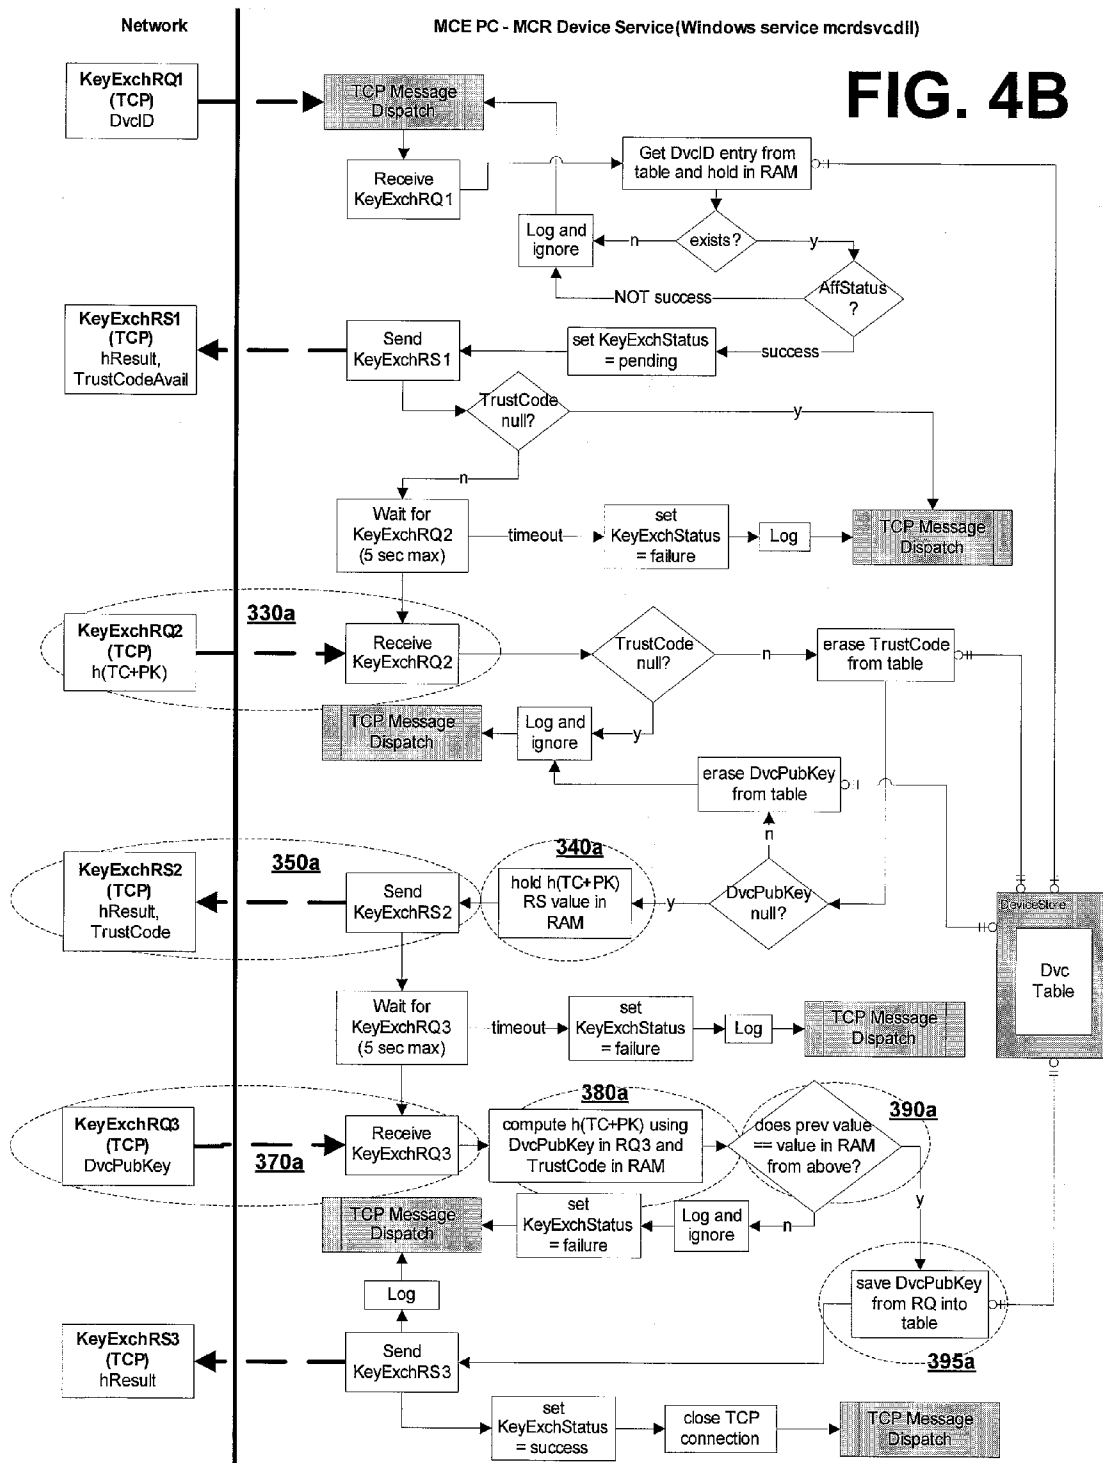 Network
MCE PC - MCR Device Service(Windows service mcrdsvc.dll)
FIG. 4B
KeyExchRQ1
(TCP)
DvcID
TCP Message
Dispatch
Receive
KeyExchRQ1
Get DvcID entry from
table and hold in RAM
Log and
ignore
n
exists?
y
AffStatus
?
NOT success
KeyExchRS1
(TCP)
hResult,
TrustCodeAvail
Send
KeyExchRS1
set KeyExchStatus
= pending
success
TrustCode
null?
y
n
Wait for
KeyExchRQ2
(5 sec max)
timeout
set
KeyExchStatus
= failure
Log
TCP Message
Dispatch
330a
KeyExchRQ2
(TCP)
h(TC+PK)
Receive
KeyExchRQ2
TrustCode
null?
n
erase TrustCode
from table
TCP Message
Dispatch
Log and
ignore
y
erase DvcPubKey
from table
n
350a
340a
KeyExchRS2
(TCP)
hResult,
TrustCode
Send
KeyExchRS2
hold h(TC+PK)
RS value in
RAM
y
DvcPubKey
null?
DeviceStore
Dvc
Table
Wait for
KeyExchRQ3
(5 sec max)
timeout
set
KeyExchStatus
= failure
Log
TCP Message
Dispatch
380a
390a
KeyExchRQ3
(TCP)
DvcPubKey
370a
Receive
KeyExchRQ3
compute h(TC+PK) using
DvcPubKey in RQ3 and
TrustCode in RAM
does prev value
== value in RAM
from above?
y
TCP Message
Dispatch
set
KeyExchStatus
= failure
Log and
ignore
n
Log
save DvcPubKey
from RQ into
table
395a
KeyExchRS3
(TCP)
hResult
Send
KeyExchRS3
set
KeyExchStatus
= success
close TCP
connection
TCP Message
Dispatch